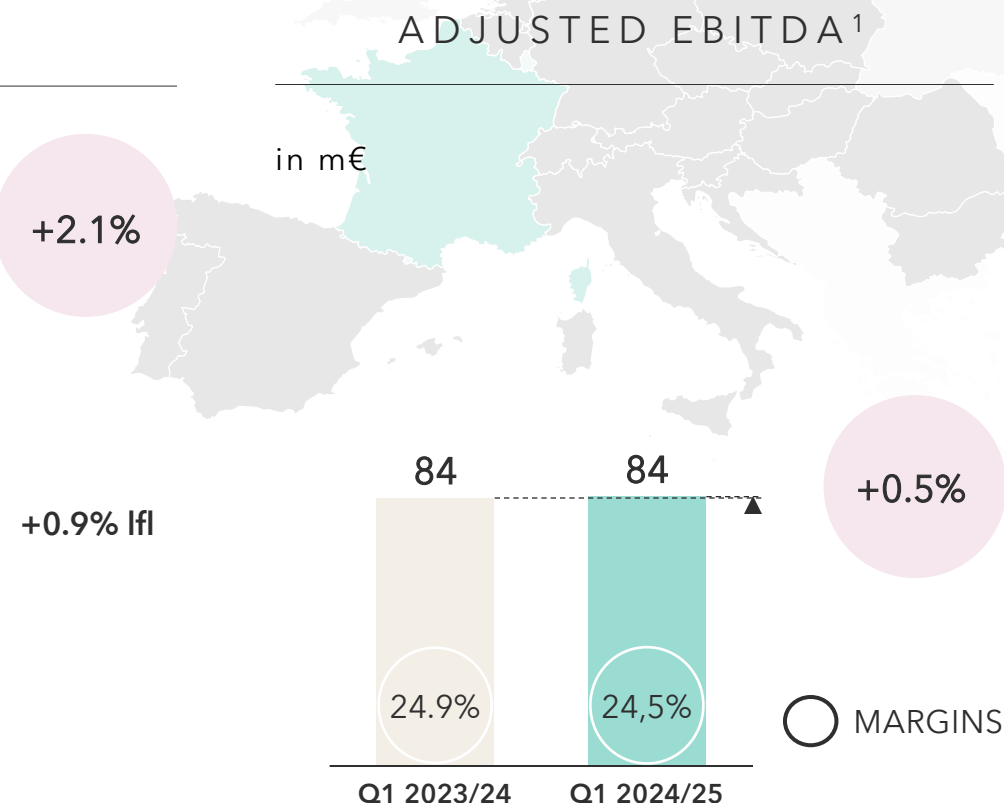 ADJUSTED EBITDA¹
in m€
+2.1%
84
84
+0.5%
+0.9% lfl
24.9%
24,5%
MARGINS
Q1 2023/24
Q1 2024/25